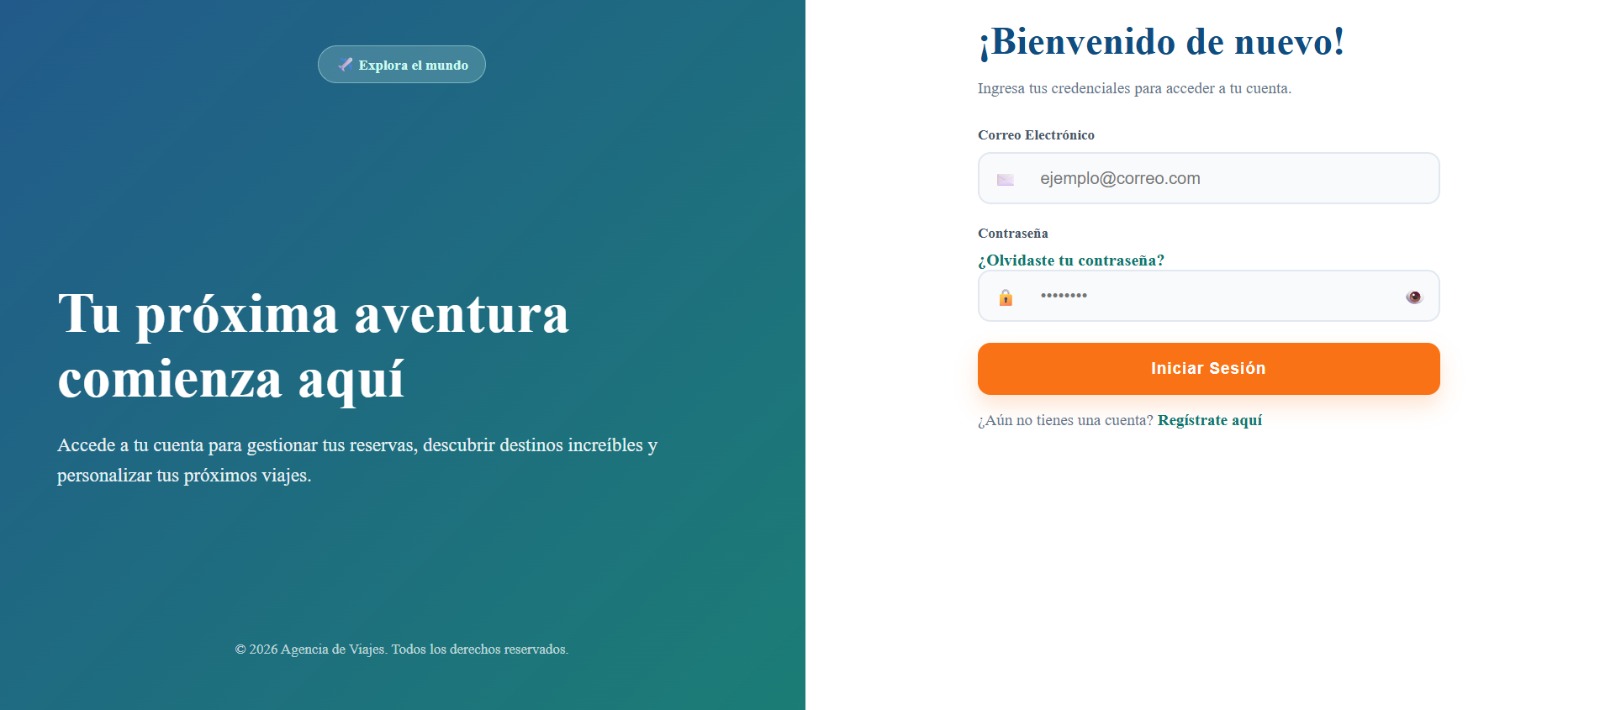 Explora el mundo
Tu próxima aventura
comienza aquí
Accede a tu cuenta para gestionar tus reservas, descubrir destinos increíbles y
personalizar tus próximos viajes.
© 2026 Agencia de Viajes. Todos los derechos reservados.
¡Bienvenido de nuevo!
Ingresa tus credenciales para acceder a tu cuenta.
Correo Electrónico
ejemplo@correo.com
Contraseña
¿Olvidaste tu contraseña?
••••••••
Iniciar Sesión
¿Aún no tienes una cuenta? Regístrate aquí